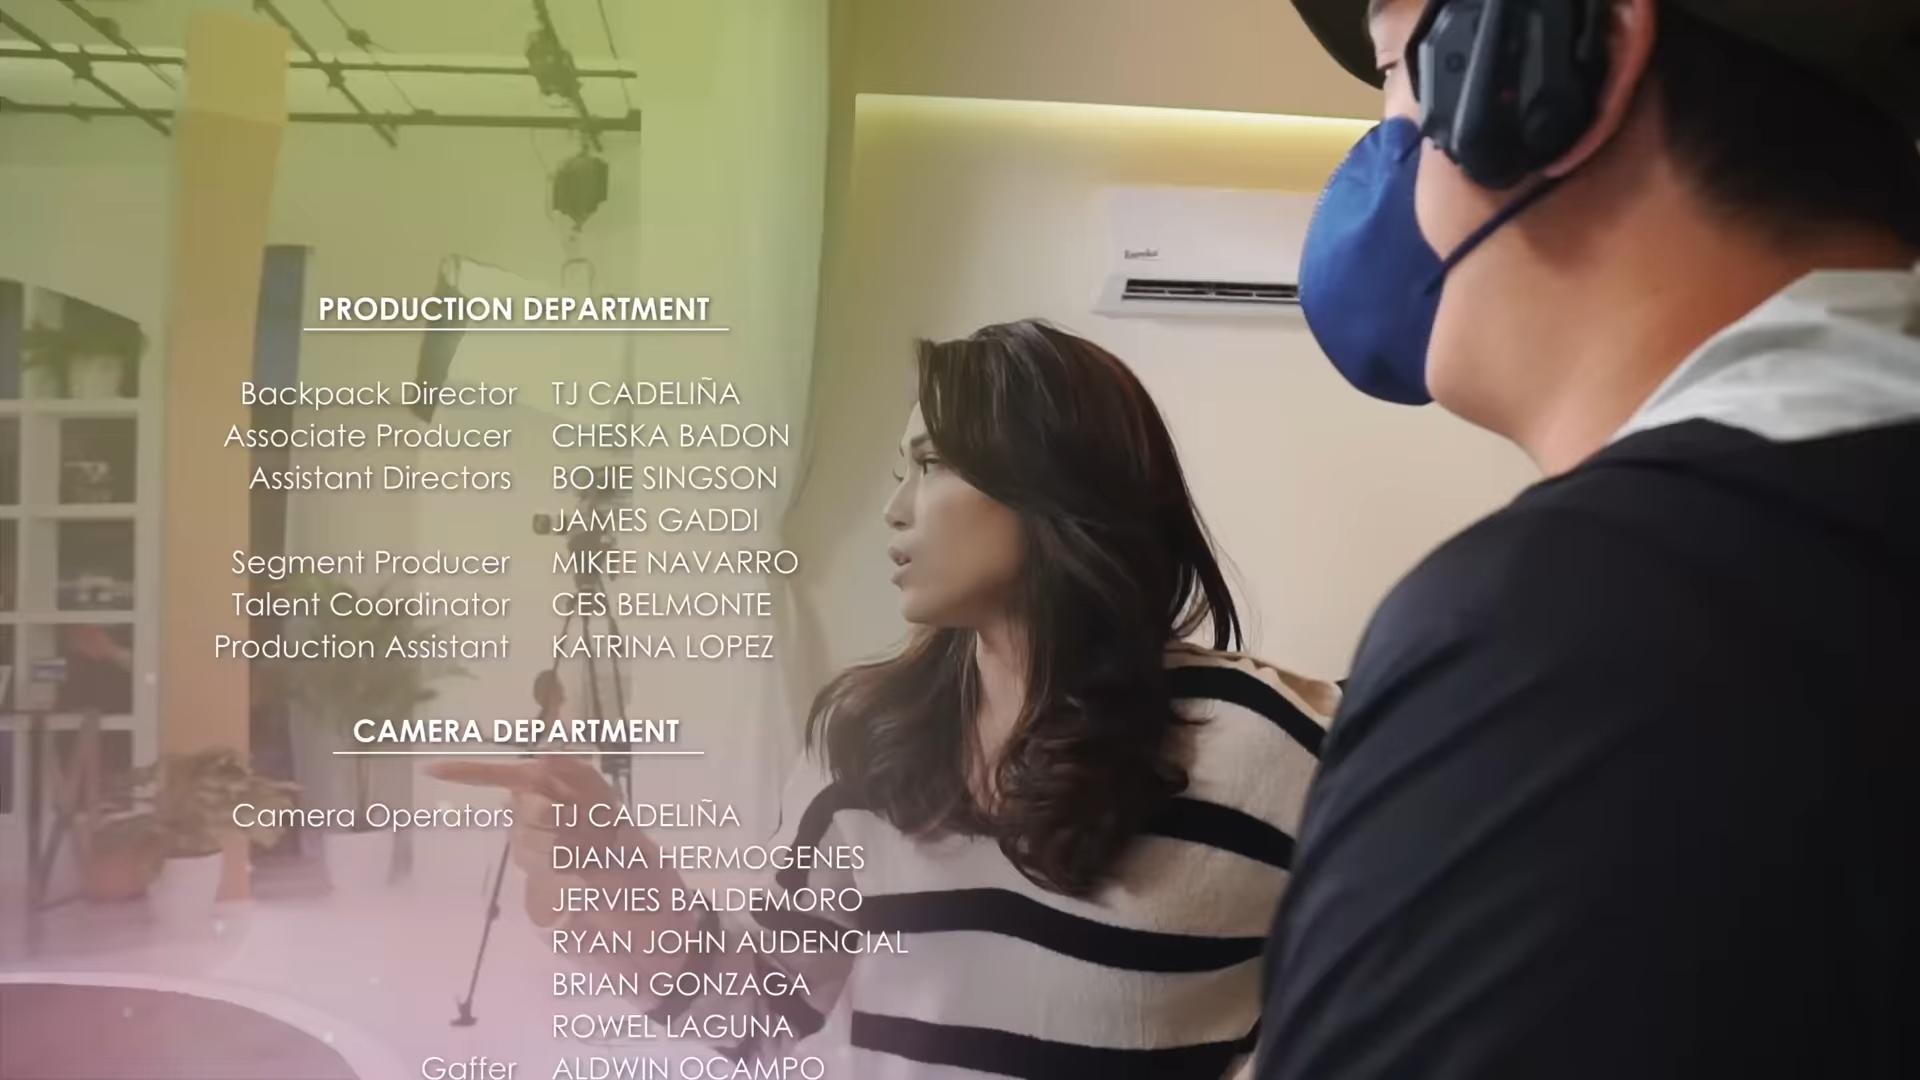 Eureka
PRODUCTION DEPARTMENT
Backpack Director TJ CADELIÑA
Associate Producer CHESKA BADON
Assistant Directors BOJIE SINGSON
JAMES GADDI
Segment Producer MIKEE NAVARRO
Talent Coordinator CES BELMONTE
Production Assistant KATRINA LOPEZ
CAMERA DEPARTMENT
Camera Operators TJ CADELIÑA
DIANA HERMOGENES
JERVIES BALDEMORO
RYAN JOHN AUDENCIAL
BRIAN GONZAGA
ROWEL LAGUNA
Gaffer ALDWIN OCAMPO